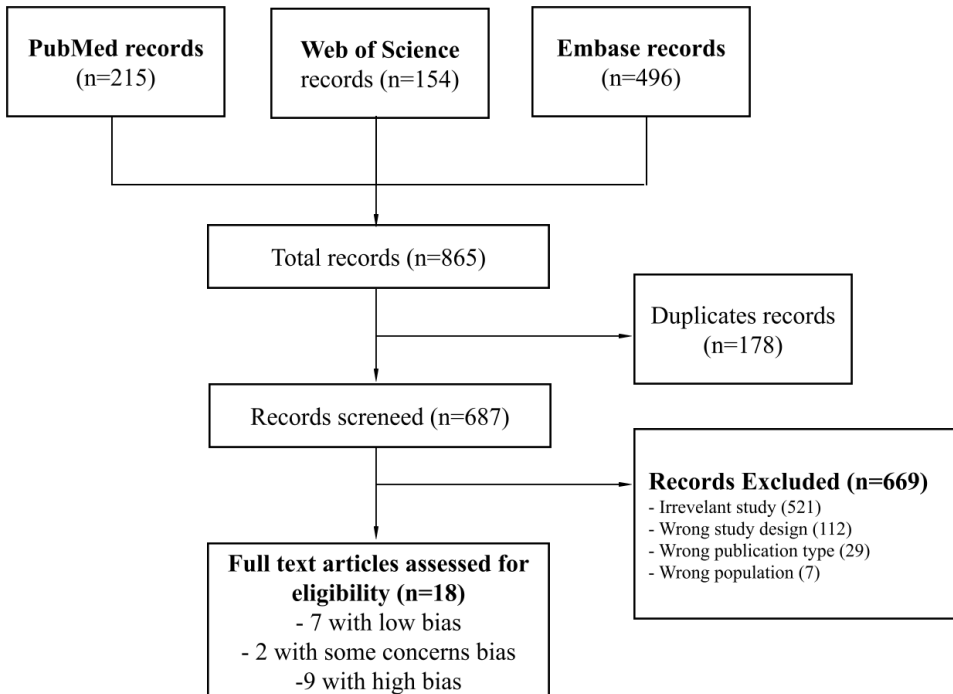 PubMed records
(n=215)
Web of Science
records (n=154)
Embase records
(n=496)
Total records (n=865)
Duplicates records
(n=178)
Records screneed (n=687)
Records Excluded (n=669)
- Irrevelant study (521)
- Wrong study design (112)
- Wrong publication type (29)
- Wrong population (7)
Full text articles assessed for
eligibility (n=18)
- 7 with low bias
- 2 with some concerns bias
-9 with high bias